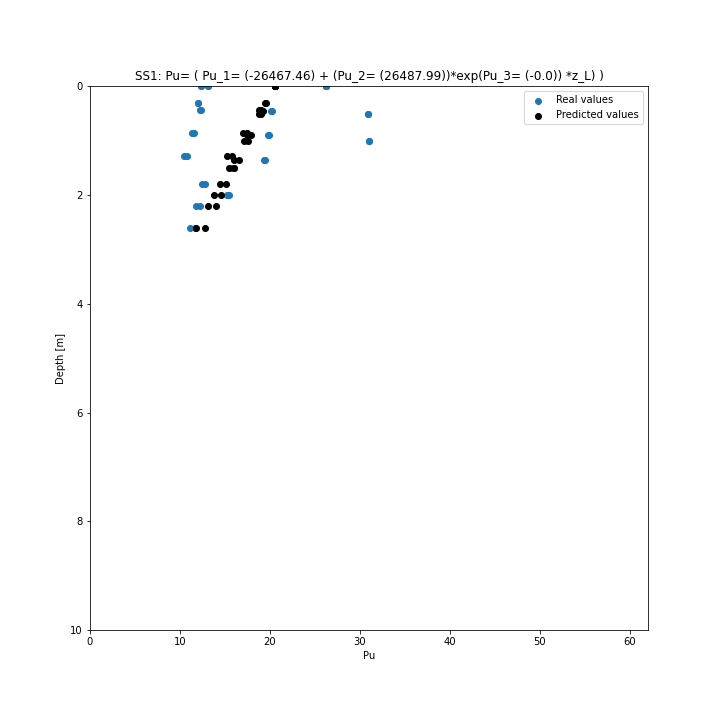 SS1: Pu= ( Pu_1= (-26467.46) + (Pu_2= (26487.99))*exp(Pu_3= (-0.0)) *z_L) )
Real values
Predicted values
0
2
4
6
8
10
Depth [m]
0 10 20 30 40 50 60
Pu